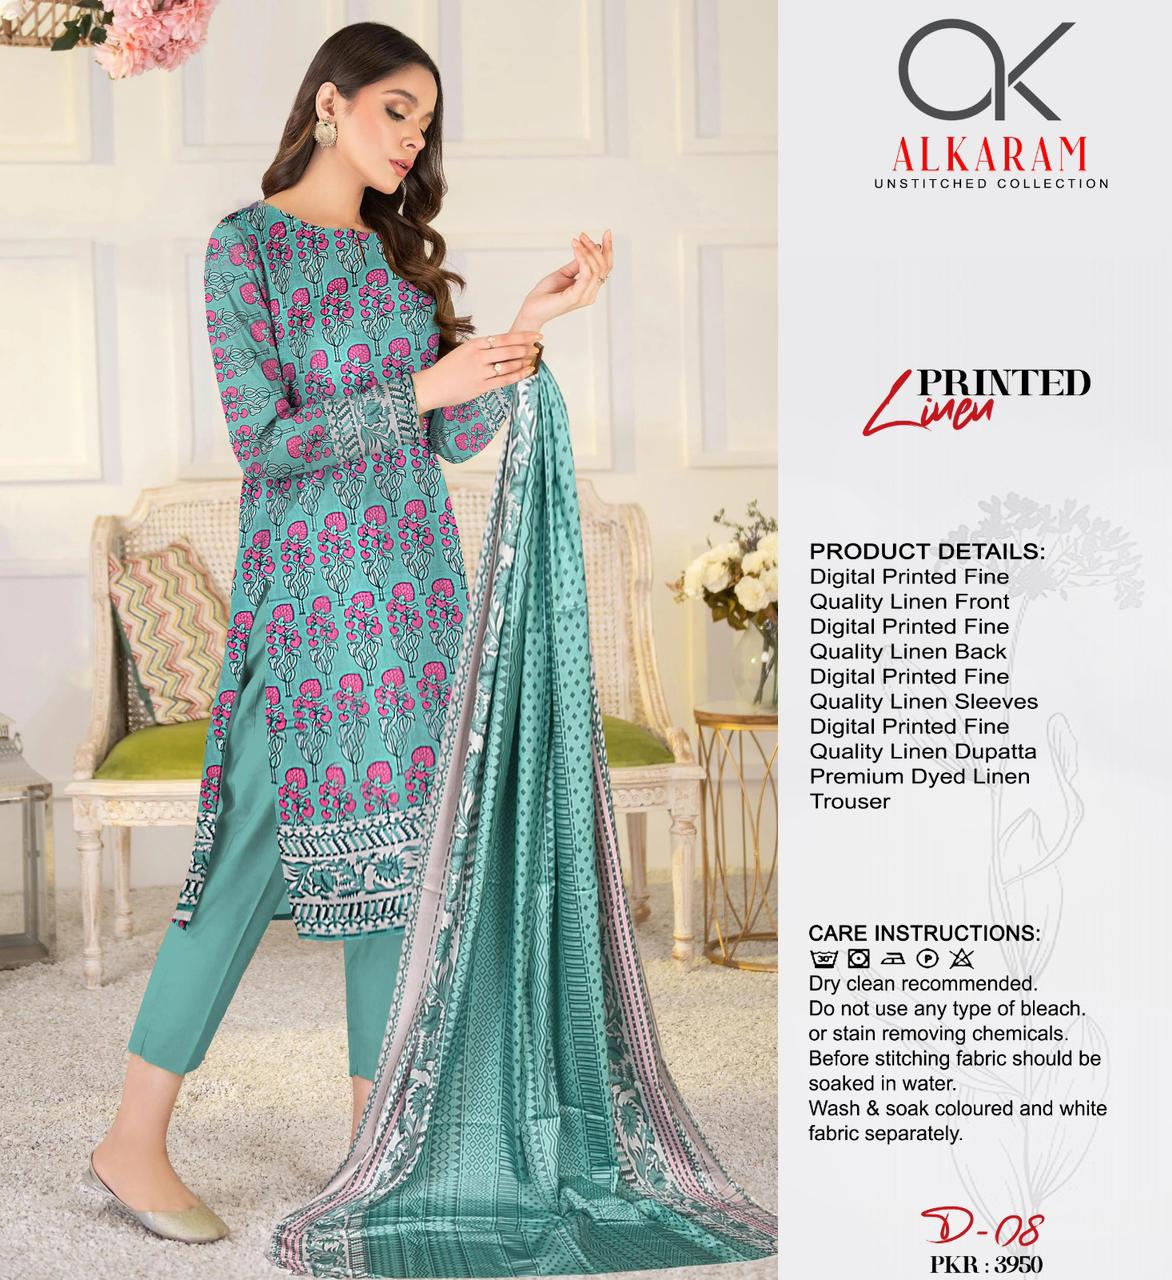 OK
ALKARAM
UNSTITCHED COLLECTION
PRINTED
Linen
PRODUCT DETAILS:
Digital Printed Fine
Quality Linen Front
Digital Printed Fine
Quality Linen Back
Digital Printed Fine
Quality Linen Sleeves
Digital Printed Fine
Quality Linen Dupatta
Premium Dyed Linen
Trouser
CARE INSTRUCTIONS:
30° P
Dry clean recommended.
Do not use any type of bleach.
or stain removing chemicals.
Before stitching fabric should be
soaked in water.
Wash & soak coloured and white
fabric separately.
D-08
PKR : 3950